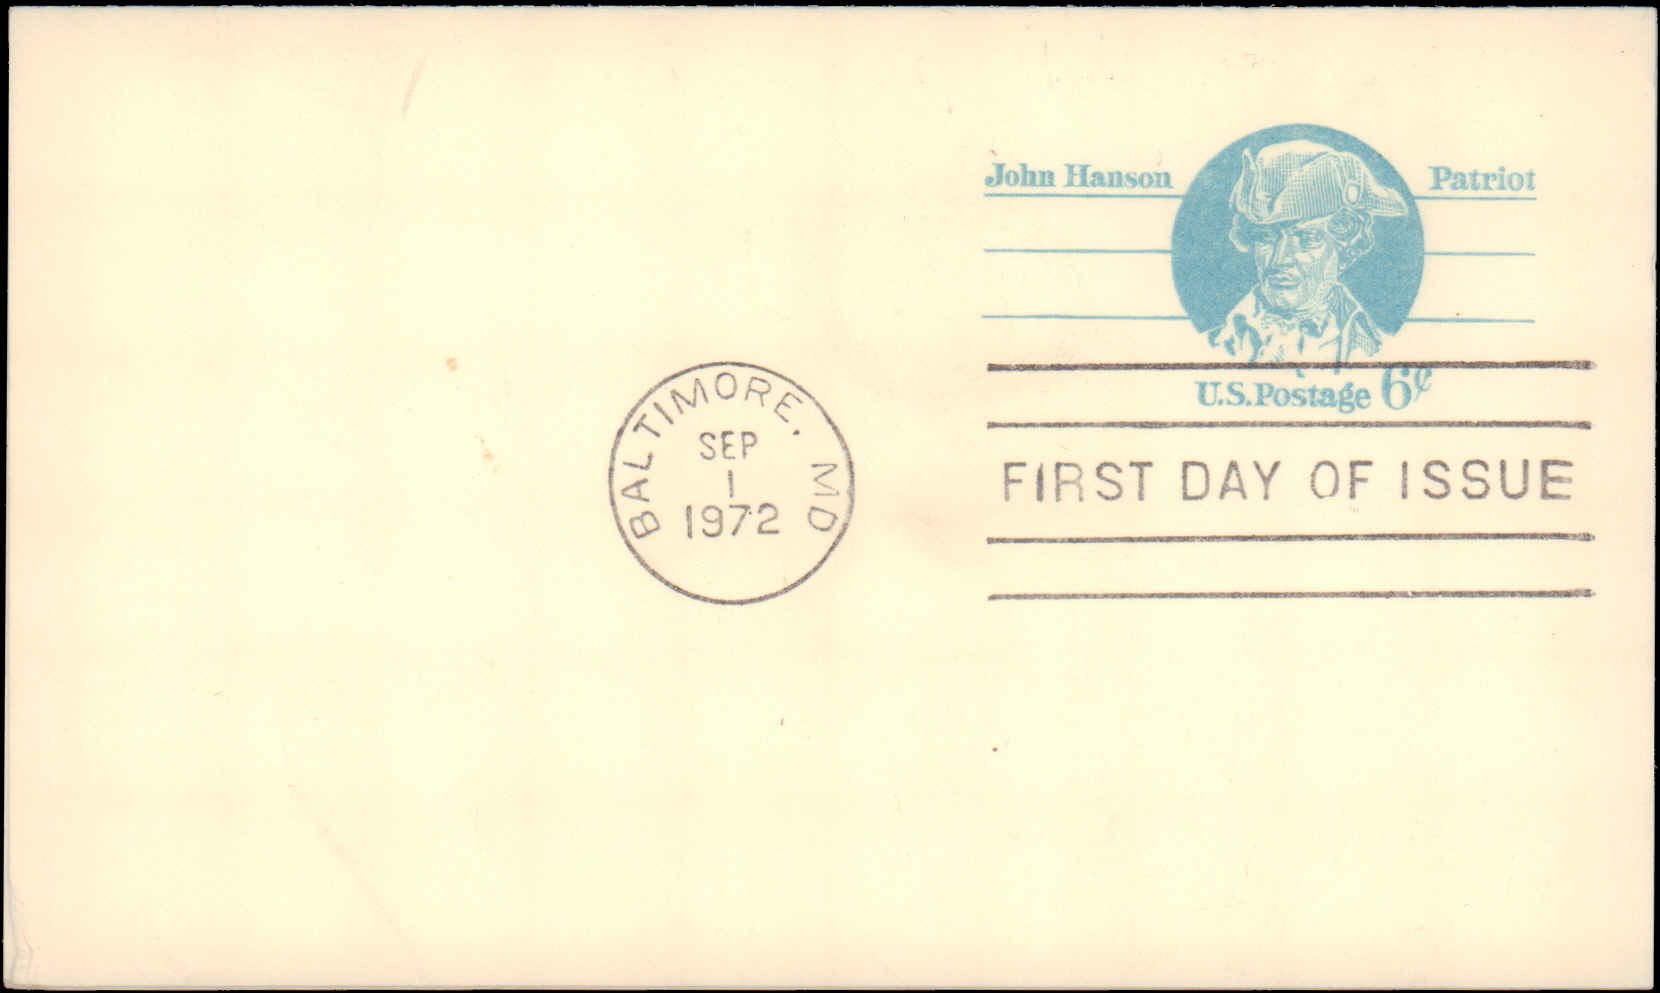 John Hanson Patriot
U.S. Postage 6¢
BALTIMORE, MD
SEP
1
1972
FIRST DAY OF ISSUE